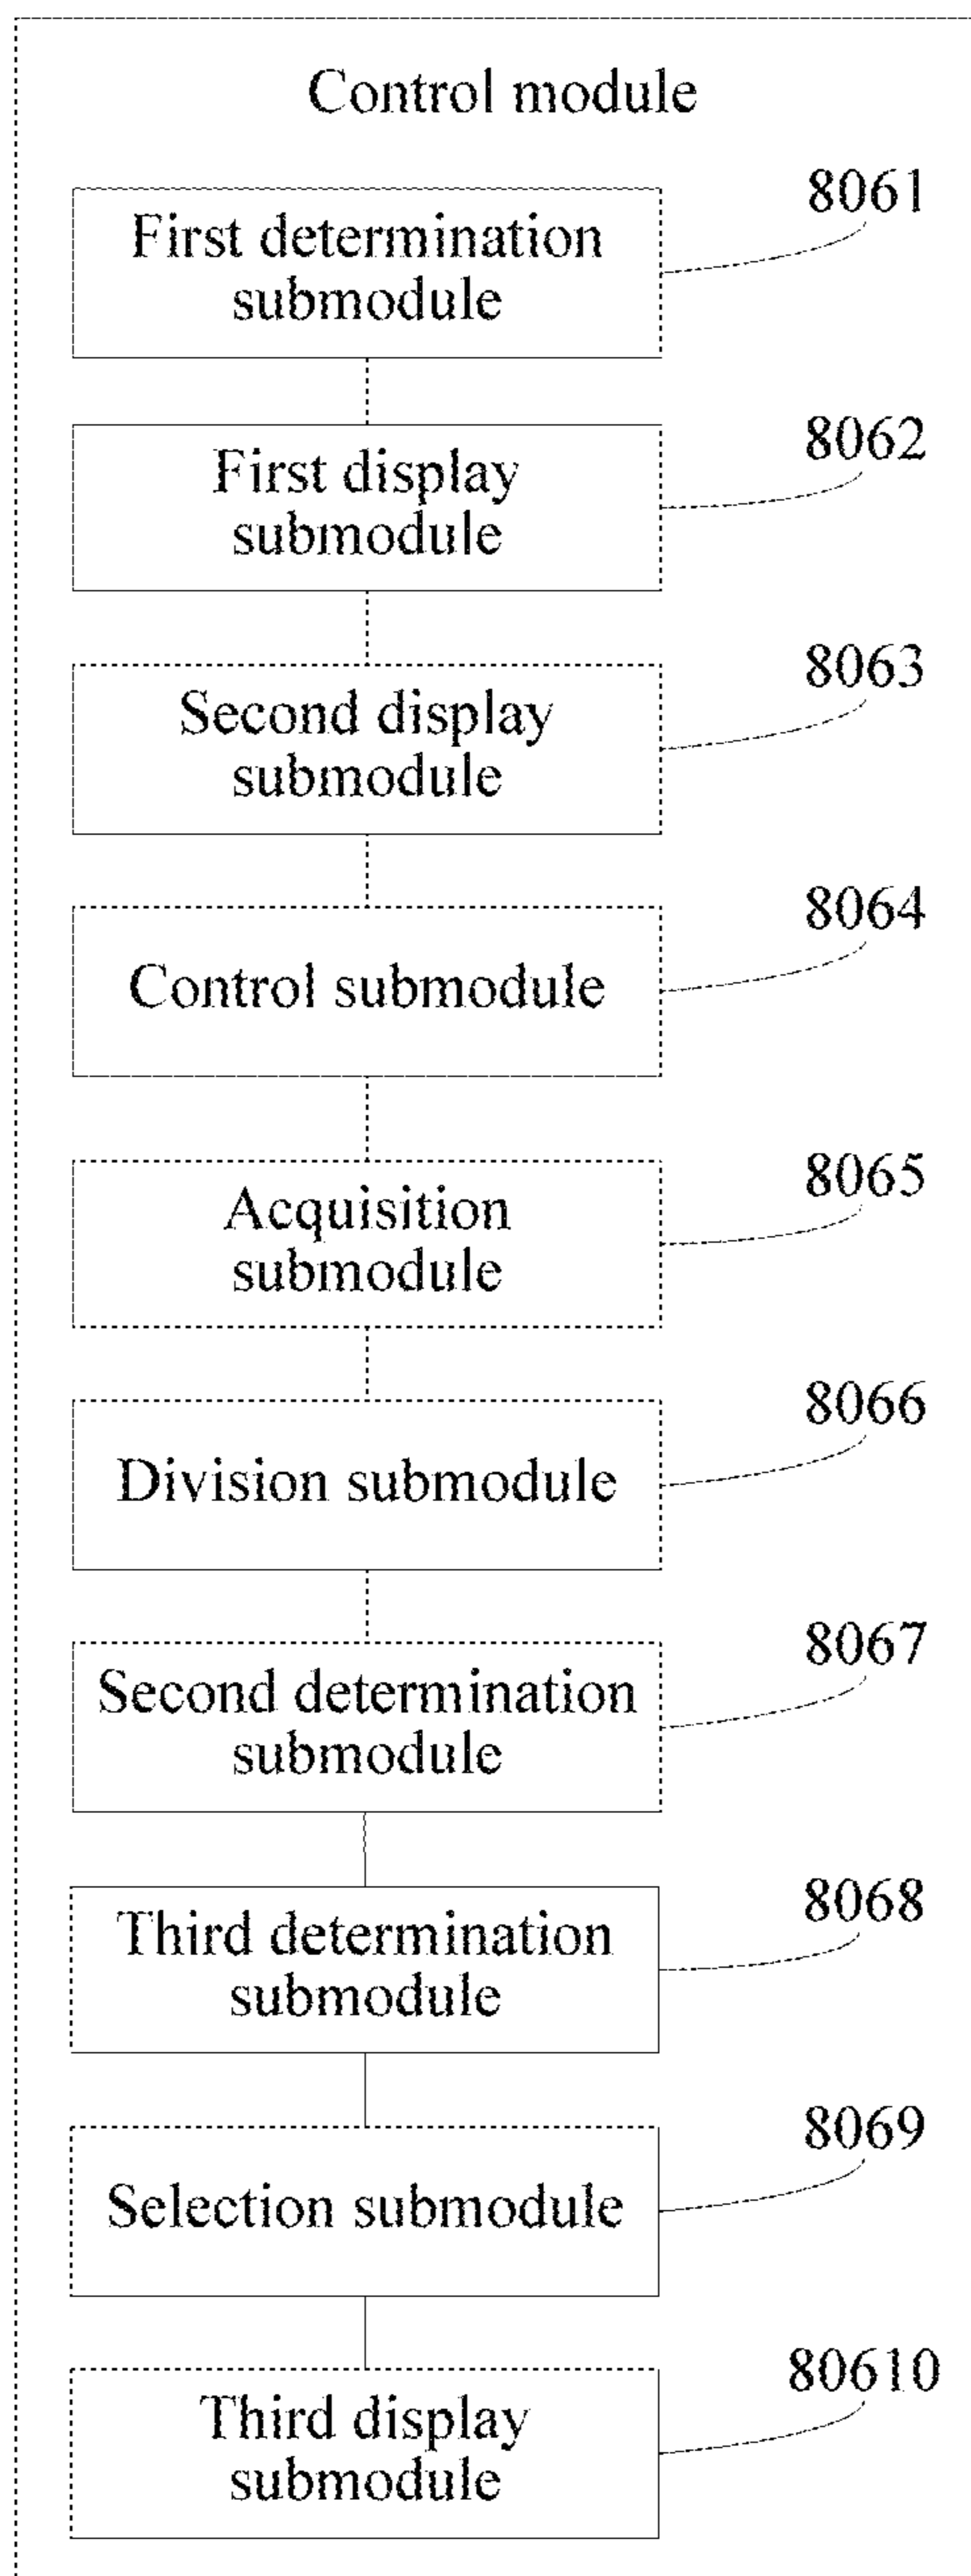 Control module
8061
First determination
submodule
8062
First display
submodule
8063
Second display
submodule
8064
Control submodule
8065
Acquisition
submodule
8066
Division submodule
8067
Second determination
submodule
8068
Third determination
submodule
8069
Selection submodule
80610
Third display
submodule